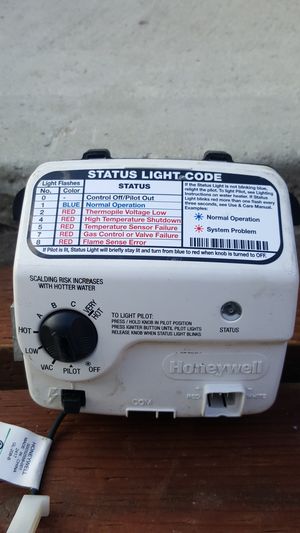 STATUS LIGHT CODE
Light Flashes
No. Color STATUS
0 - Control Off/Pilot Out
1 BLUE Normal Operation
2 RED Thermopile Voltage Low
4 RED High Temperature Shutdown
5 RED Temperature Sensor Failure
7 RED Gas Control or Valve Failure
8 RED Flame Sense Error
If Pilot is lit, Status Light will briefly stay lit and turn from blue to red when knob is turned to OFF.
If the Status Light is not blinking blue,
relight the pilot. To light Pilot, see Lighting
Instructions on water heater. If Status
Light blinks red more than one flash every
three seconds, see Use & Care Manual.
Examples:
Normal Operation
System Problem
SCALDING RISK INCREASES
WITH HOTTER WATER
VERY HOT
C
B
A
HOT
LOW
VAC
PILOT
OFF
TO LIGHT PILOT:
PRESS / HOLD KNOB IN PILOT POSITION
PRESS IGNITER BUTTON UNTIL PILOT LIGHTS
RELEASE KNOB WHEN STATUS LIGHT BLINKS
STATUS
Honeywell
COM
RED
WHITE
HONEYWELL